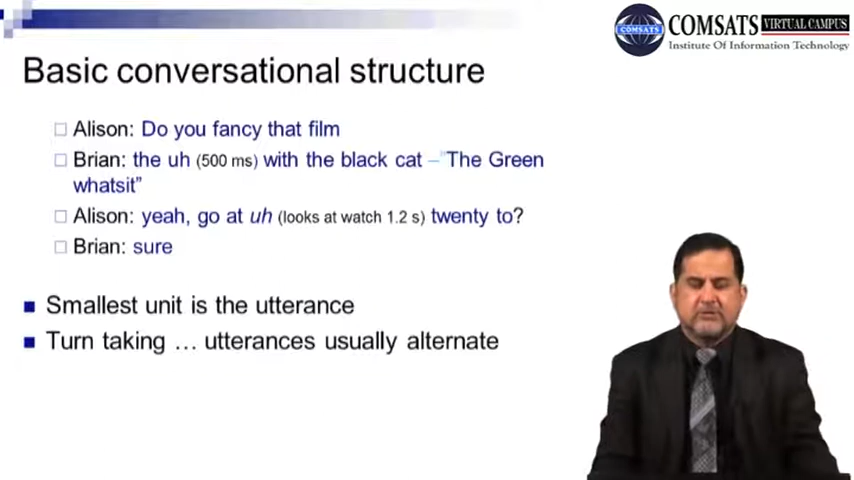 COMSATS VIRTUAL CAMPUS
COMSATS
Institute Of Information Technology
Basic conversational structure
Alison: Do you fancy that film
Brian: the uh (500 ms) with the black cat –"The Green
whatsit"
Alison: yeah, go at uh (looks at watch 1.2 s) twenty to?
Brian: sure
Smallest unit is the utterance
Turn taking … utterances usually alternate